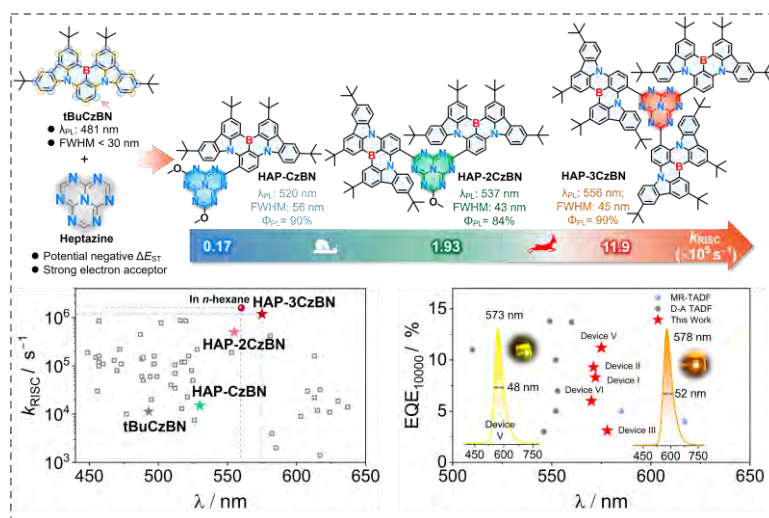 tBuCzBN
● λPL: 481 nm
● FWHM < 30 nm
+
Heptazine
● Potential negative ΔEST
● Strong electron acceptor
HAP-CzBN
λPL: 520 nm
FWHM: 56 nm
ΦPL= 90%
HAP-2CzBN
λPL: 537 nm
FWHM: 43 nm
ΦPL= 84%
HAP-3CzBN
λPL: 556 nm;
FWHM: 45 nm
ΦPL= 99%
0.17
1.93
11.9
kRISC
(×10⁵ s⁻¹)
In n-hexane
HAP-3CzBN
HAP-2CzBN
HAP-CzBN
tBuCzBN
kRISC / s⁻¹
10⁶
10⁵
10⁴
10³
450 500 550 600 650
λ / nm
MR-TADF
D-A TADF
This Work
573 nm
48 nm
Device
V
Device V
Device II
Device I
Device VI
Device III
578 nm
52 nm
450 600 750
450 600 750
EQE10000 / %
15
10
5
0
510 540 570 600 630
λ / nm